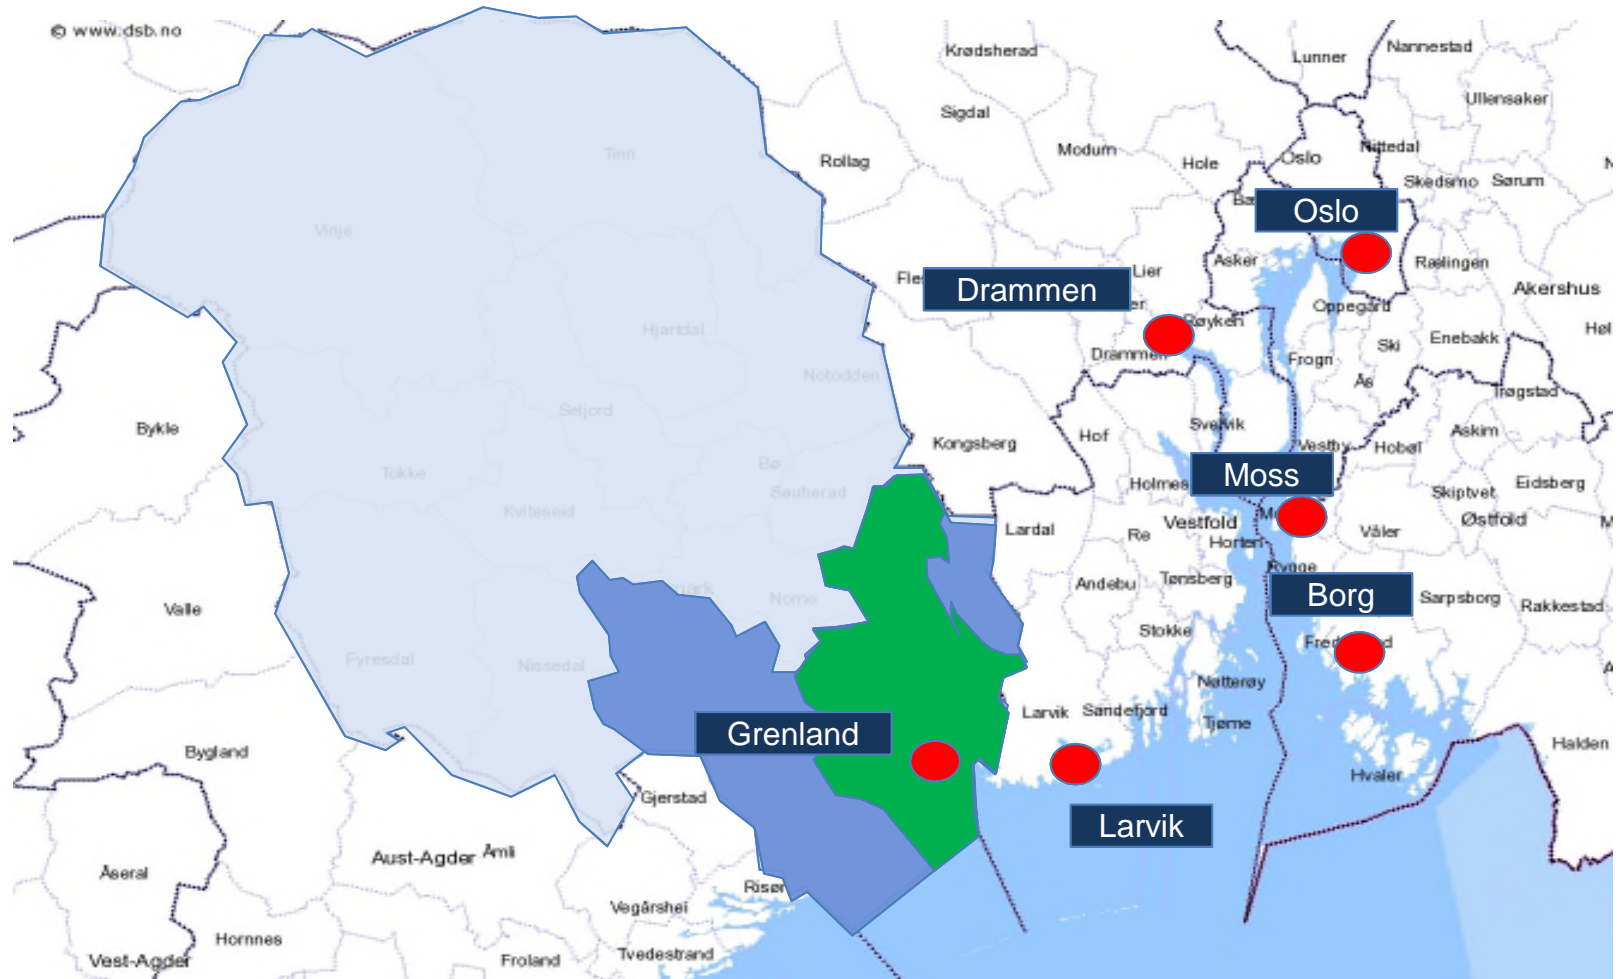 © www.dsb.no
Krødsherad
Lunner
Nannestad
Sigdal
Ullensaker
Modum
Hole
Oslo
Nittedal
Tinn
Rollag
Skedsmo
Sørum
Oslo
Vinje
Asker
Lier
Rælingen
Drammen
Akershus
Oppegård
Røyken
Hjartdal
Ski
Enebakk
Drammen
Frogn
Ås
Notodden
Trøgstad
Seljord
Bykle
Svelvik
Hof
Kongsberg
Vestby
Hobøl
Askim
Bø
Tokke
Moss
Holmes
Sauherad
Skiptvet
Eidsberg
Kviteseid
Vestfold
Østfold
Lardal
Re
Våler
Horten
Rygge
Andebu
Tønsberg
Borg
Nome
Sarpsborg
Rakkestad
Valle
Stokke
Fyresdal
Nissedal
Nøtterøy
Larvik
Sandefjord
Tjøme
Grenland
Bygland
Halden
Hvaler
Gjerstad
Larvik
Aust-Agder
Åmli
Åseral
Risør
Vegårshei
Hornnes
Tvedestrand
Vest-Agder
Froland